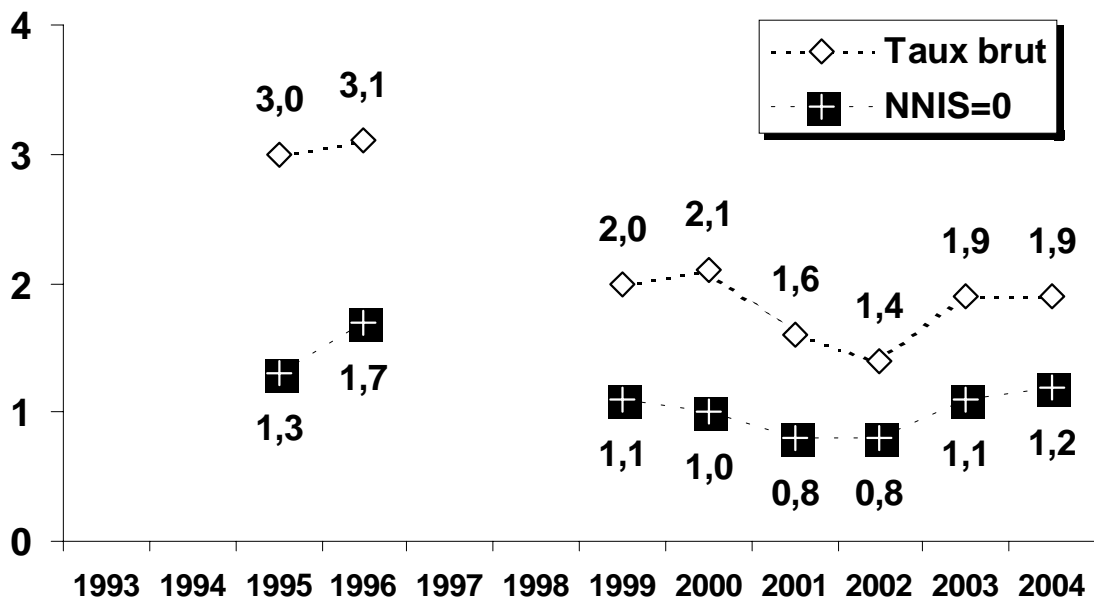 4
3
2
1
0
Taux brut
NNIS=0
3,0 3,1 2,0 2,1 1,6 1,4 1,9 1,9
1,3 1,7 1,1 1,0 0,8 0,8 1,1 1,2
1993 1994 1995 1996 1997 1998 1999 2000 2001 2002 2003 2004